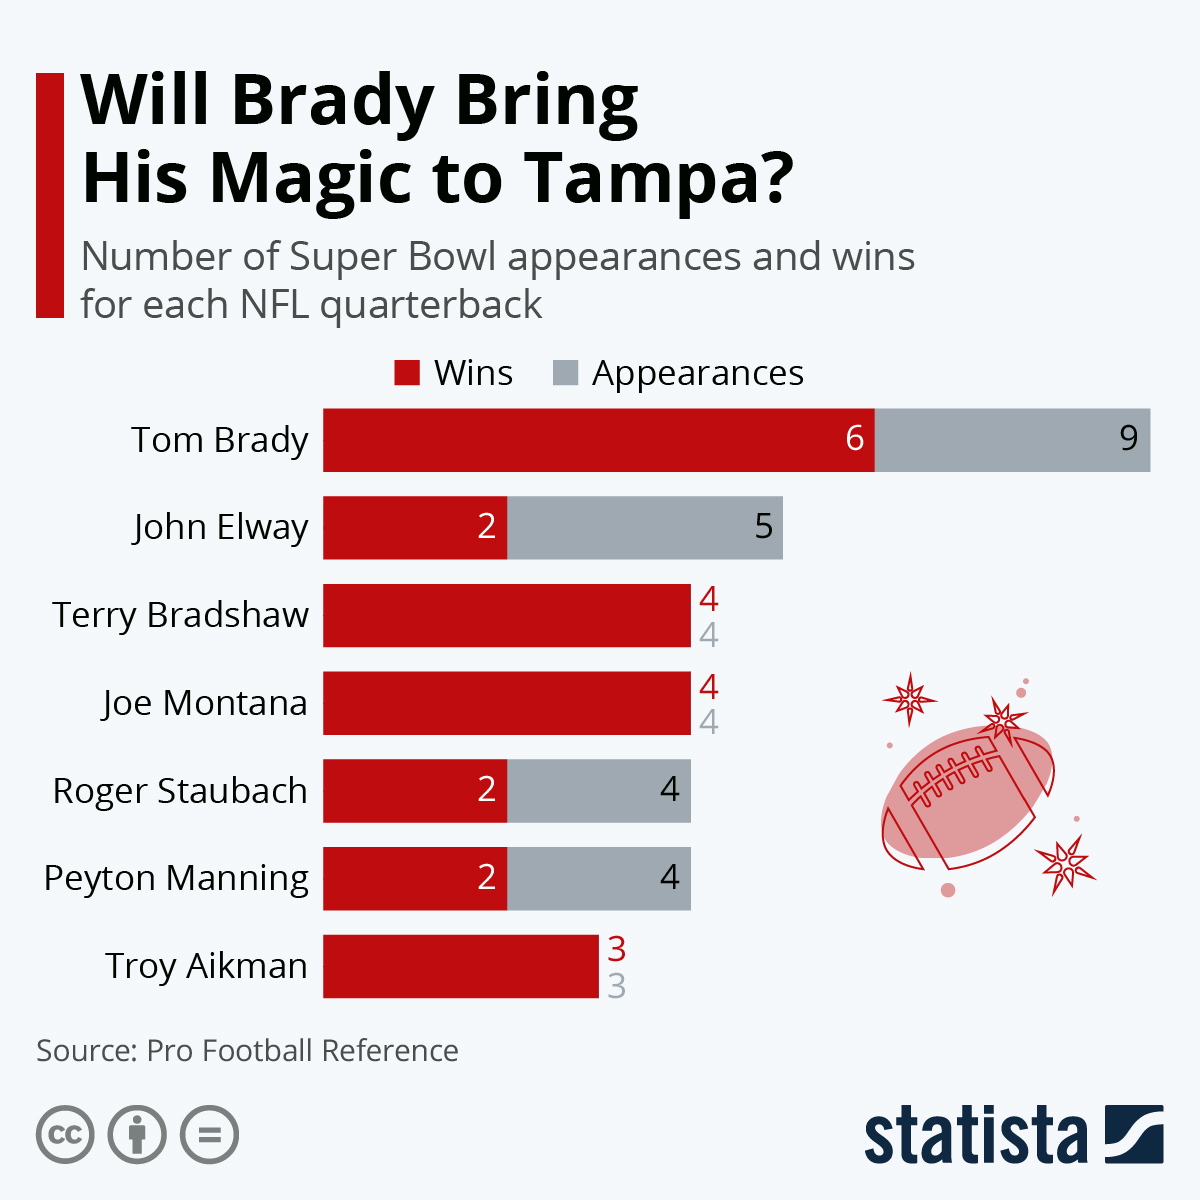 Will Brady Bring
His Magic to Tampa?
Number of Super Bowl appearances and wins
for each NFL quarterback
Wins Appearances
Tom Brady 6 9
John Elway 2 5
Terry Bradshaw 4
4
Joe Montana 4
4
Roger Staubach 2 4
Peyton Manning 2 4
Troy Aikman 3
3
Source: Pro Football Reference
cc =
statista